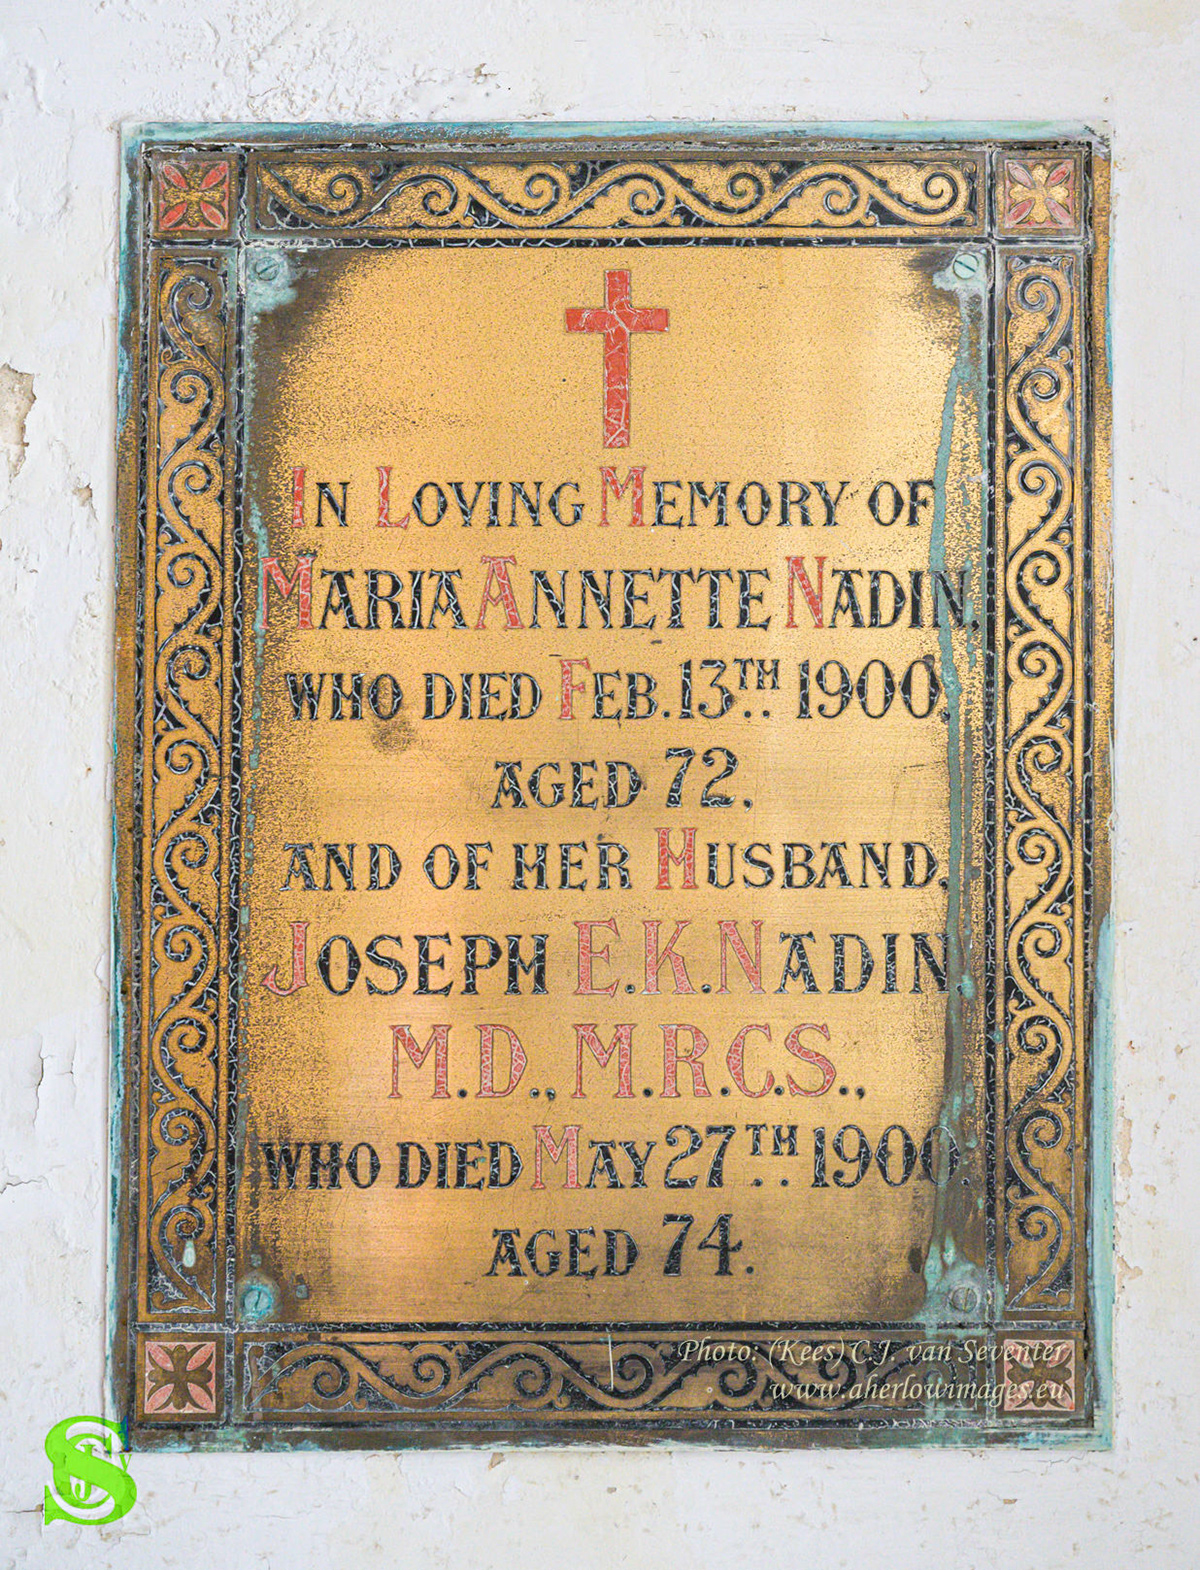 In Loving Memory of
Maria Annette Nadin,
who died Feb. 13TH 1900,
aged 72,
and of her Husband,
Joseph E.K. Nadin
M.D., M.R.C.S.,
who died May 27TH 1900.
aged 74.
Photo: (Kees) C.J. van Seventer
www.aherlowimages.eu